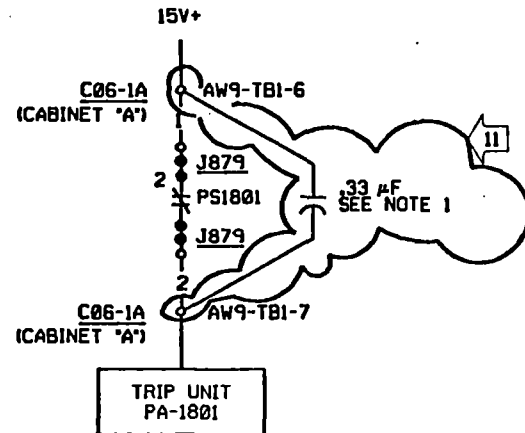 15V+
C06-1A
(CABINET "A")
AW9-TB1-6
11
1
J879
2
PS1801
.33 µF
SEE NOTE 1
J879
2
C06-1A
(CABINET "A")
AW9-TB1-7
TRIP UNIT
PA-1801